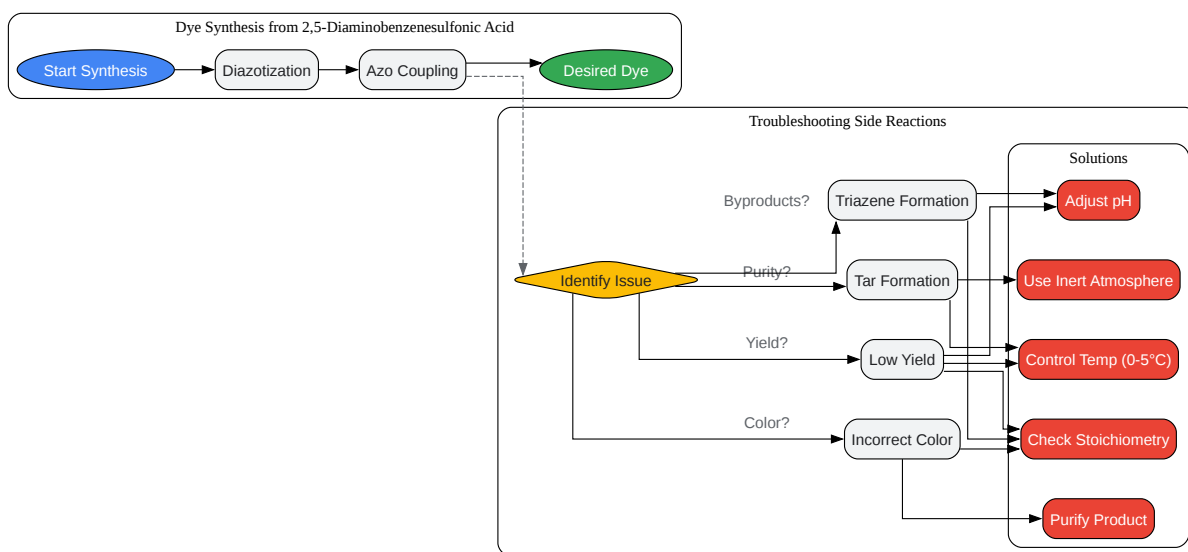 Dye Synthesis from 2,5-Diaminobenzenesulfonic Acid
Start Synthesis
Diazotization
Azo Coupling
Desired Dye
Troubleshooting Side Reactions
Solutions
Byproducts?
Triazene Formation
Adjust pH
Identify Issue
Purity?
Tar Formation
Use Inert Atmosphere
Yield?
Low Yield
Control Temp (0-5°C)
Color?
Incorrect Color
Check Stoichiometry
Purify Product